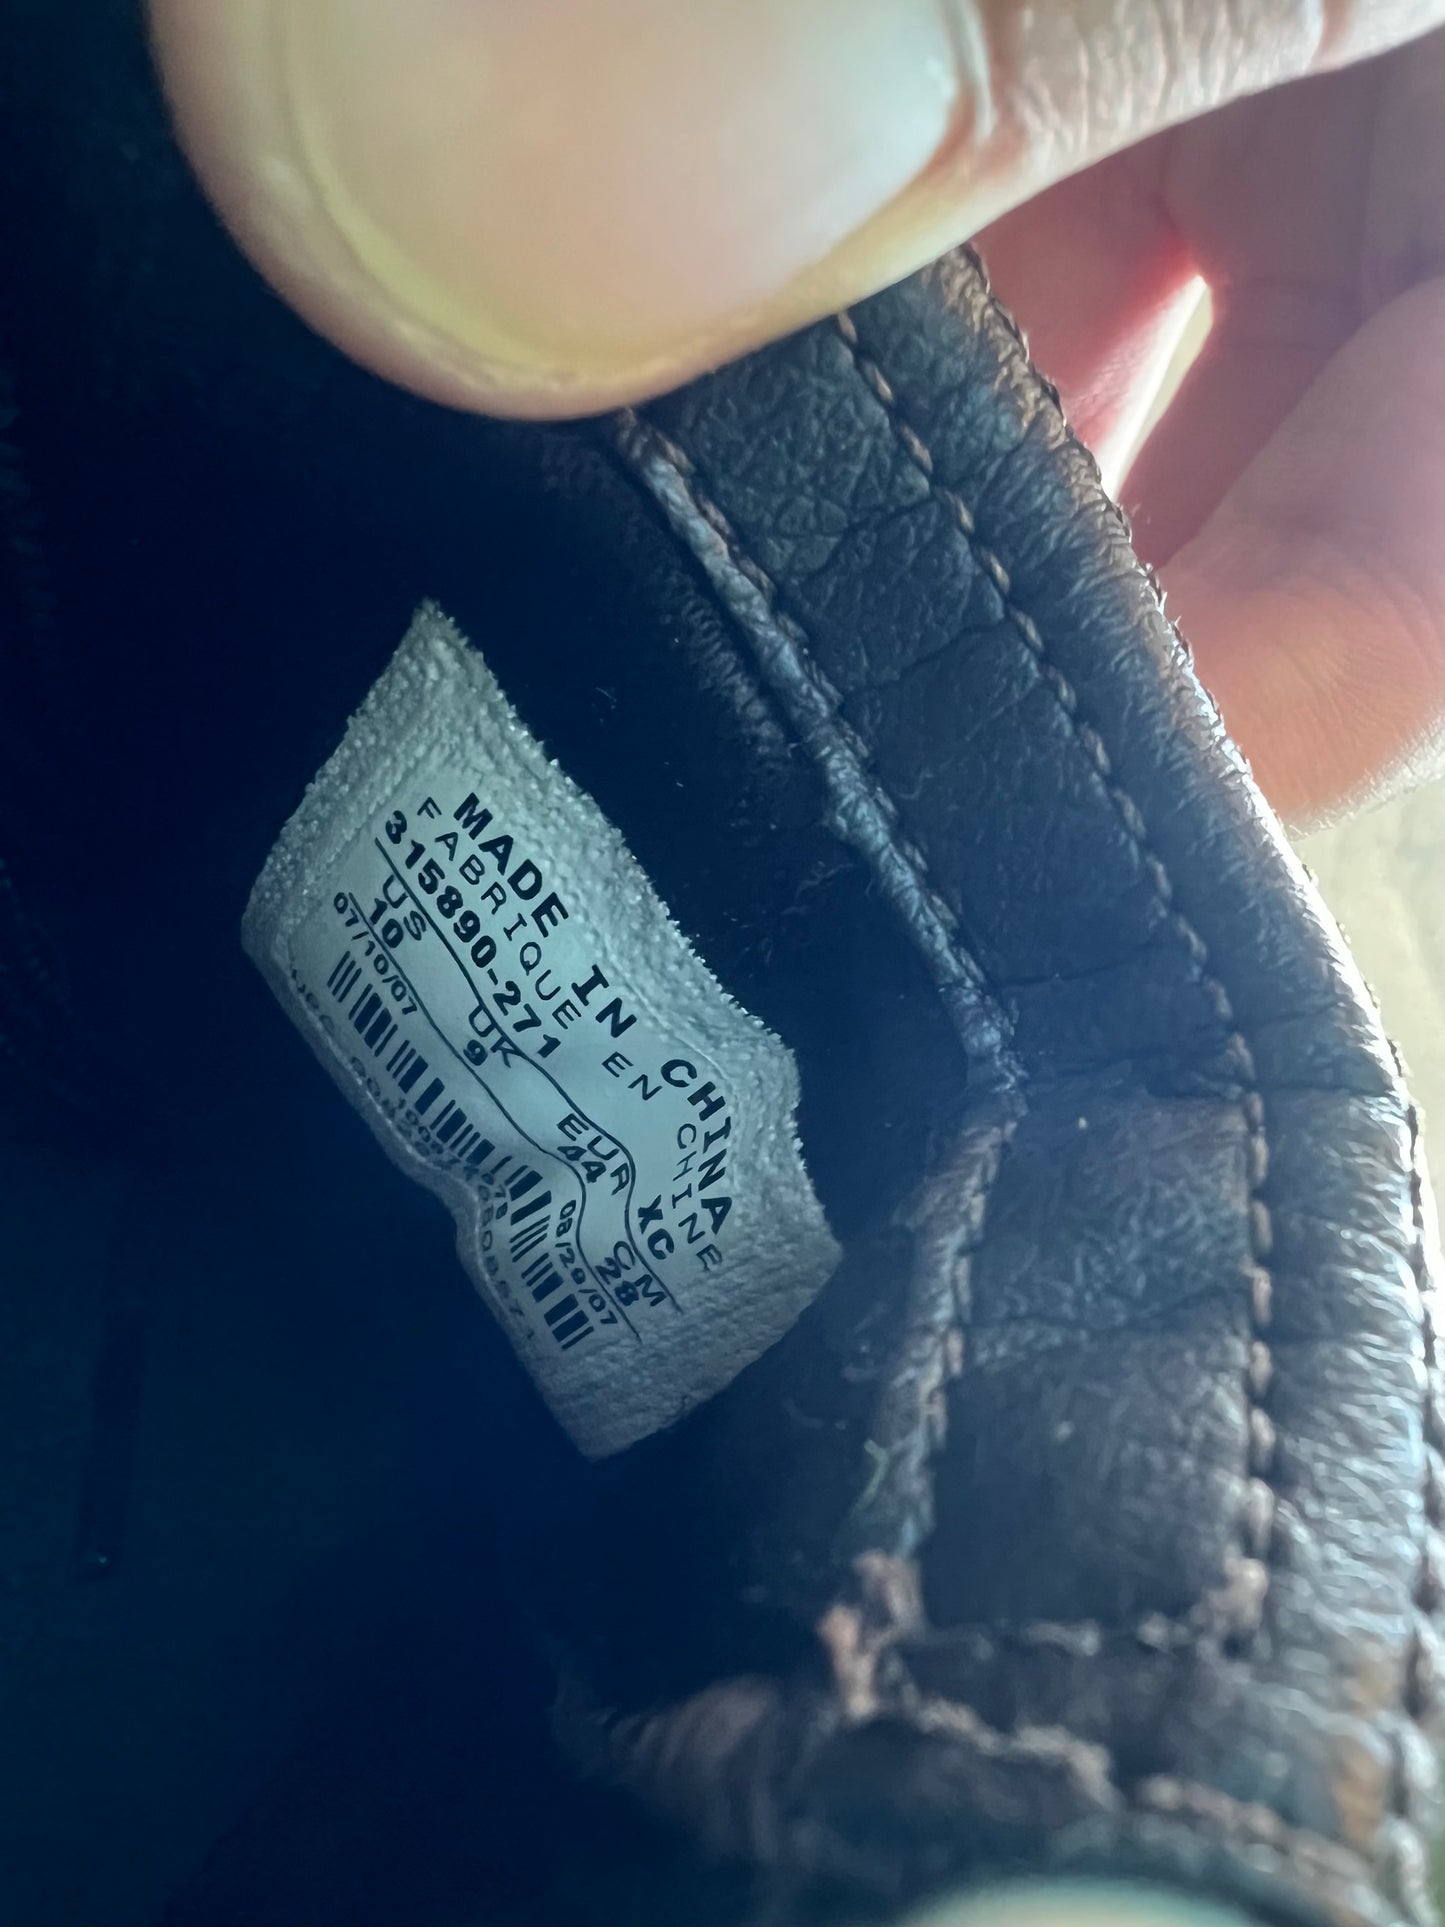 MADE IN CHINA
FABRIQUE EN CHINE
315890-271 XC
US UK EUR CM
10 9 44 28
07/10/07 08/29/07